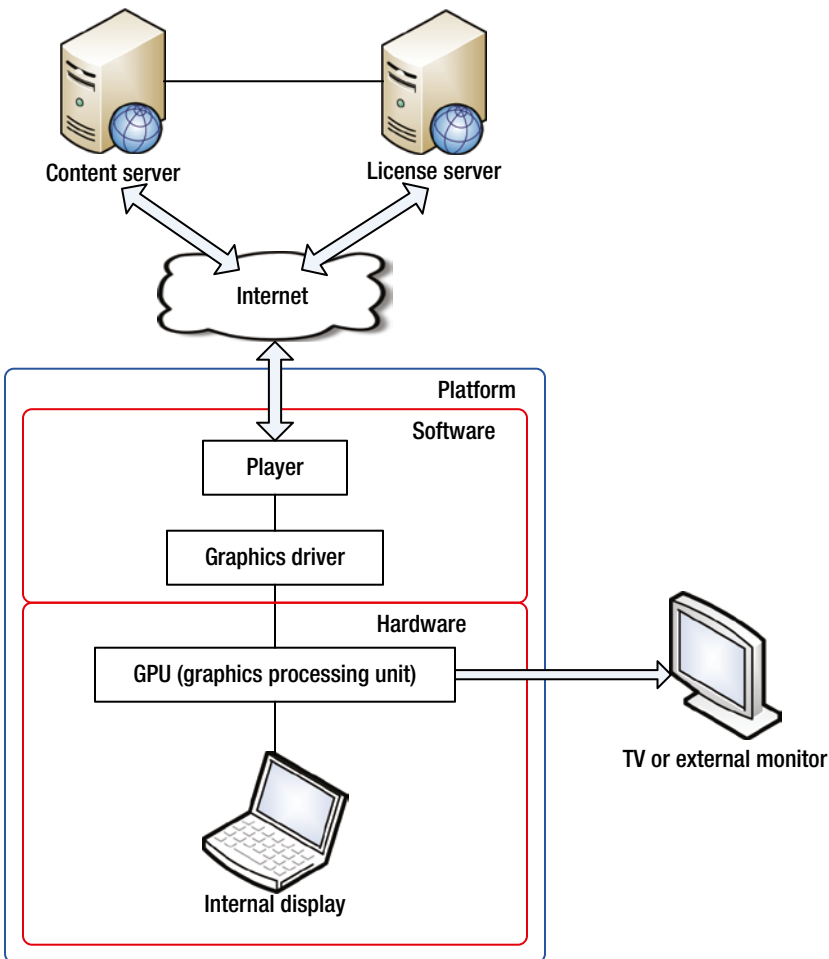 Content server
License server
Internet
Platform
Software
Player
Graphics driver
Hardware
GPU (graphics processing unit)
TV or external monitor
Internal display